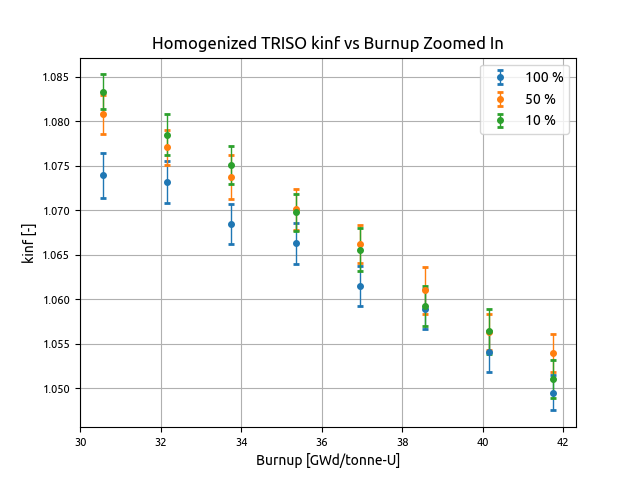 Homogenized TRISO kinf vs Burnup Zoomed In
100 %
50 %
10 %
kinf [-]
1.085
1.080
1.075
1.070
1.065
1.060
1.055
1.050
30 32 34 36 38 40 42
Burnup [GWd/tonne-U]